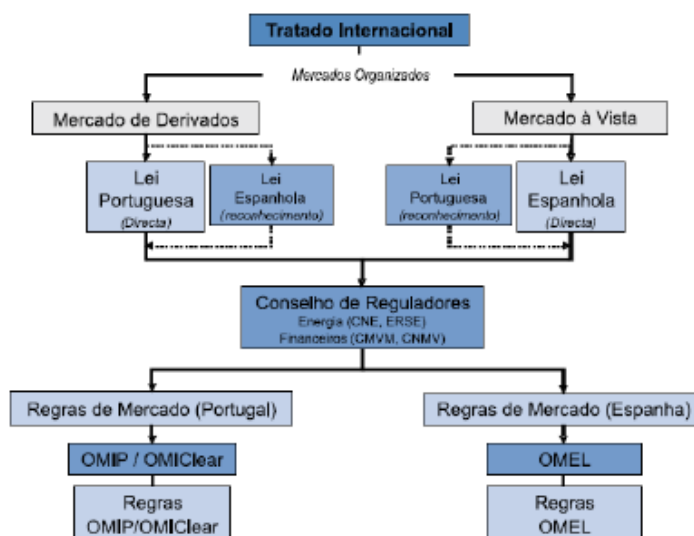 Tratado Internacional
Mercados Organizados
Mercado de Derivados
Mercado à Vista
Lei
Portuguesa
(Directa)
Lei
Espanhola
(reconhecimento)
Lei
Portuguesa
(reconhecimento)
Lei
Espanhola
(Directa)
Conselho de Reguladores
Energia (CNE, ERSE)
Financeiros (CMVM, CNMV)
Regras de Mercado (Portugal)
Regras de Mercado (Espanha)
OMIP / OMIClear
OMEL
Regras
OMIP/OMIClear
Regras
OMEL